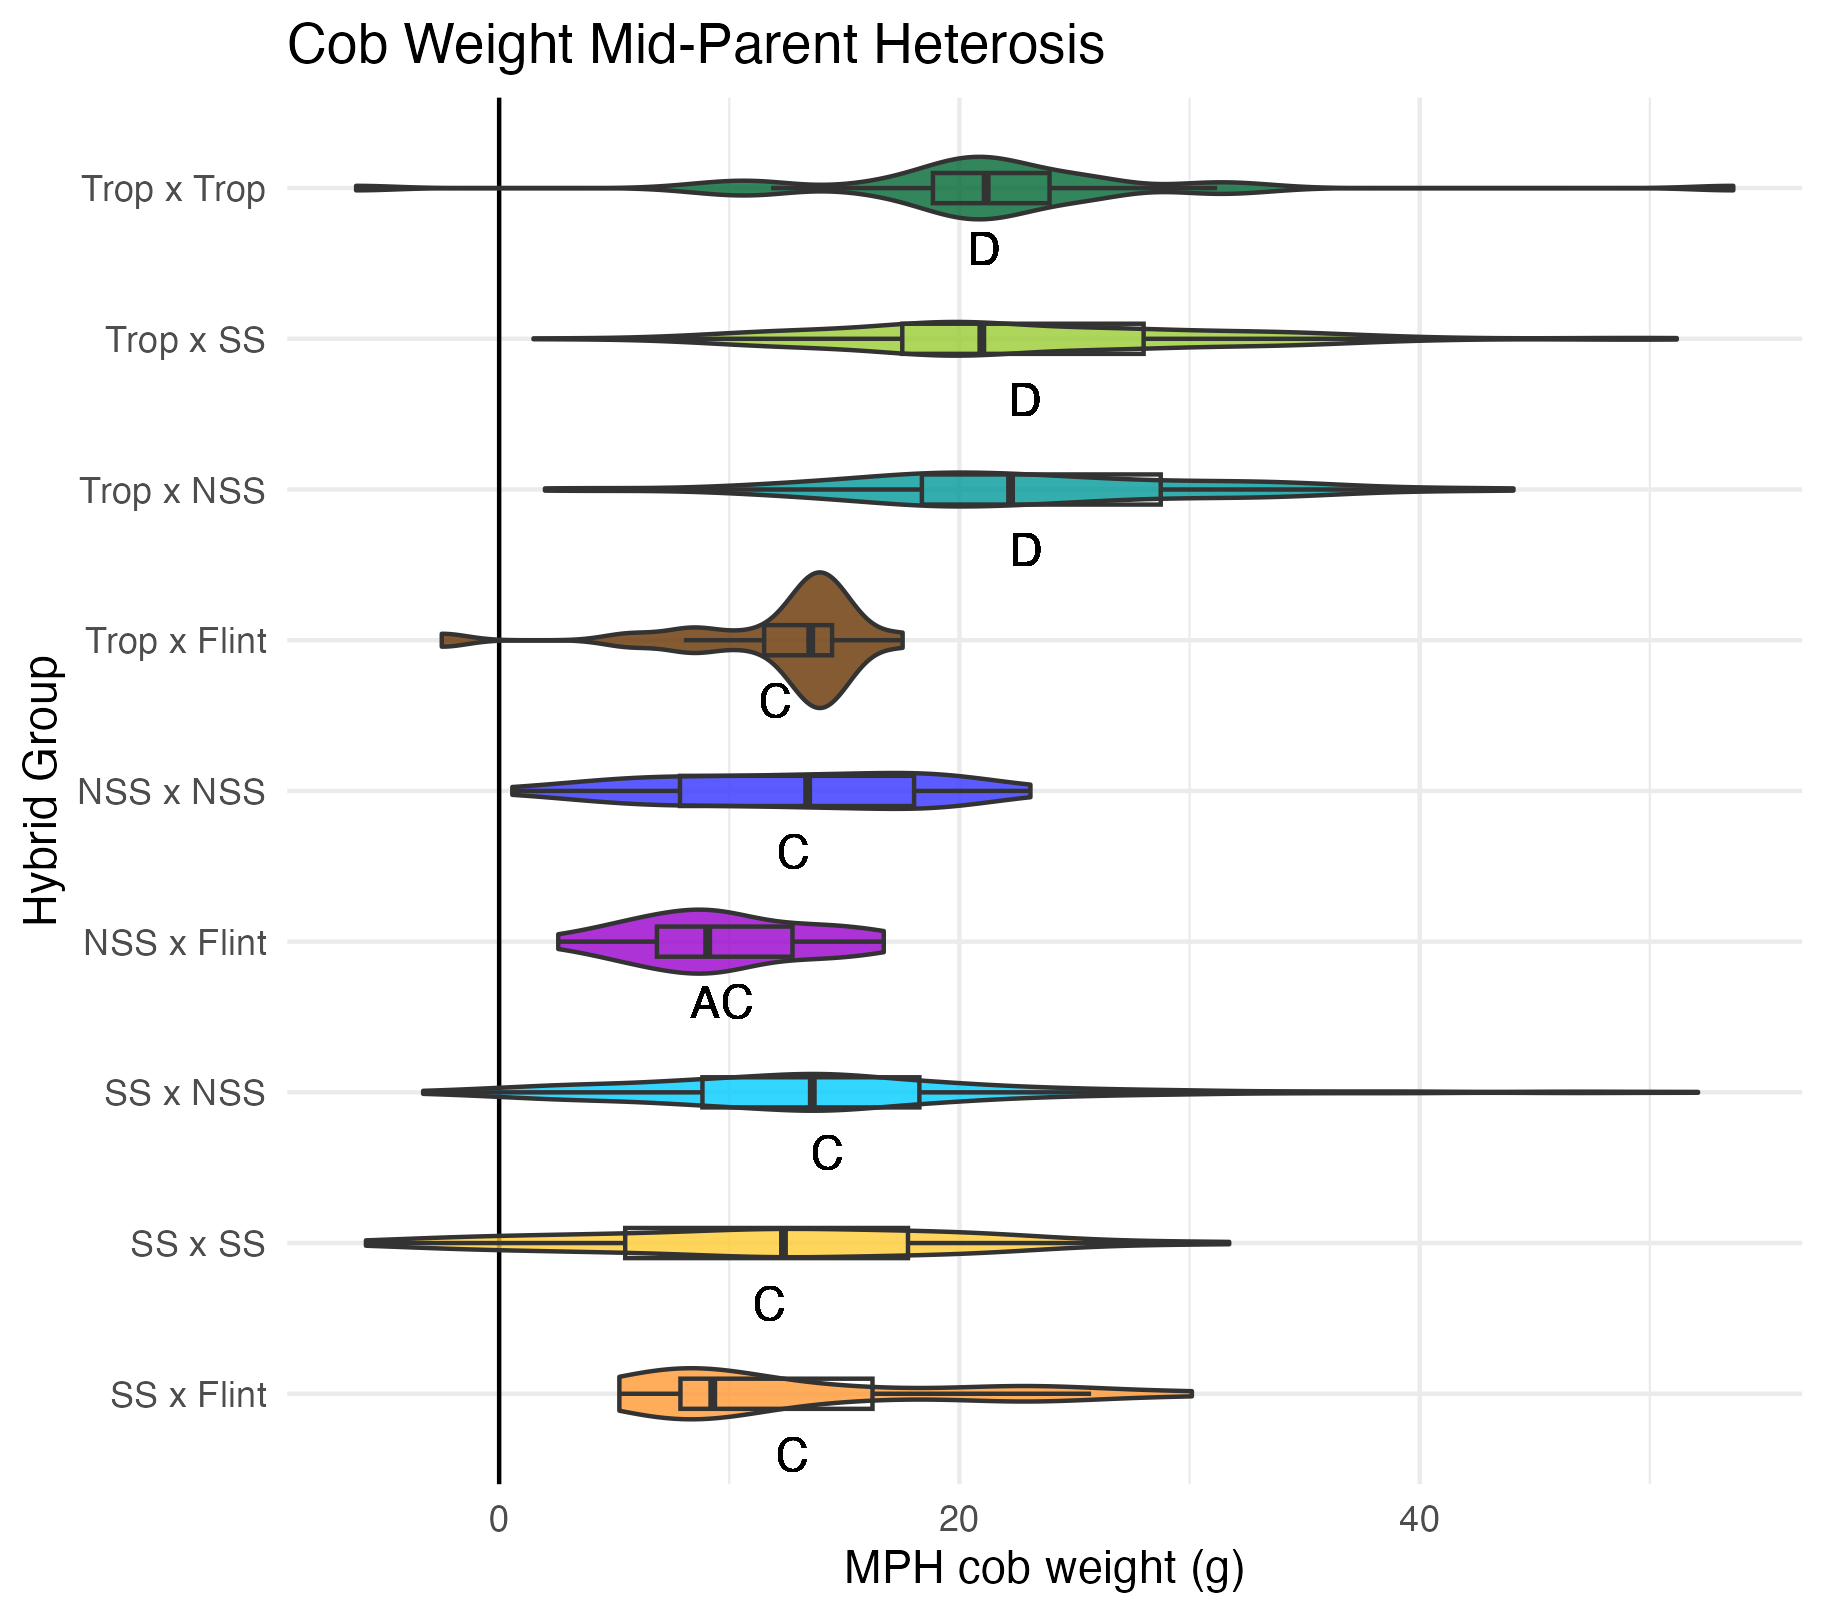 Cob Weight Mid-Parent Heterosis
Trop x Trop
D
Trop x SS
D
Trop x NSS
D
Trop x Flint
C
NSS x NSS
C
NSS x Flint
AC
SS x NSS
C
SS x SS
C
SS x Flint
C
Hybrid Group
0 20 40
MPH cob weight (g)